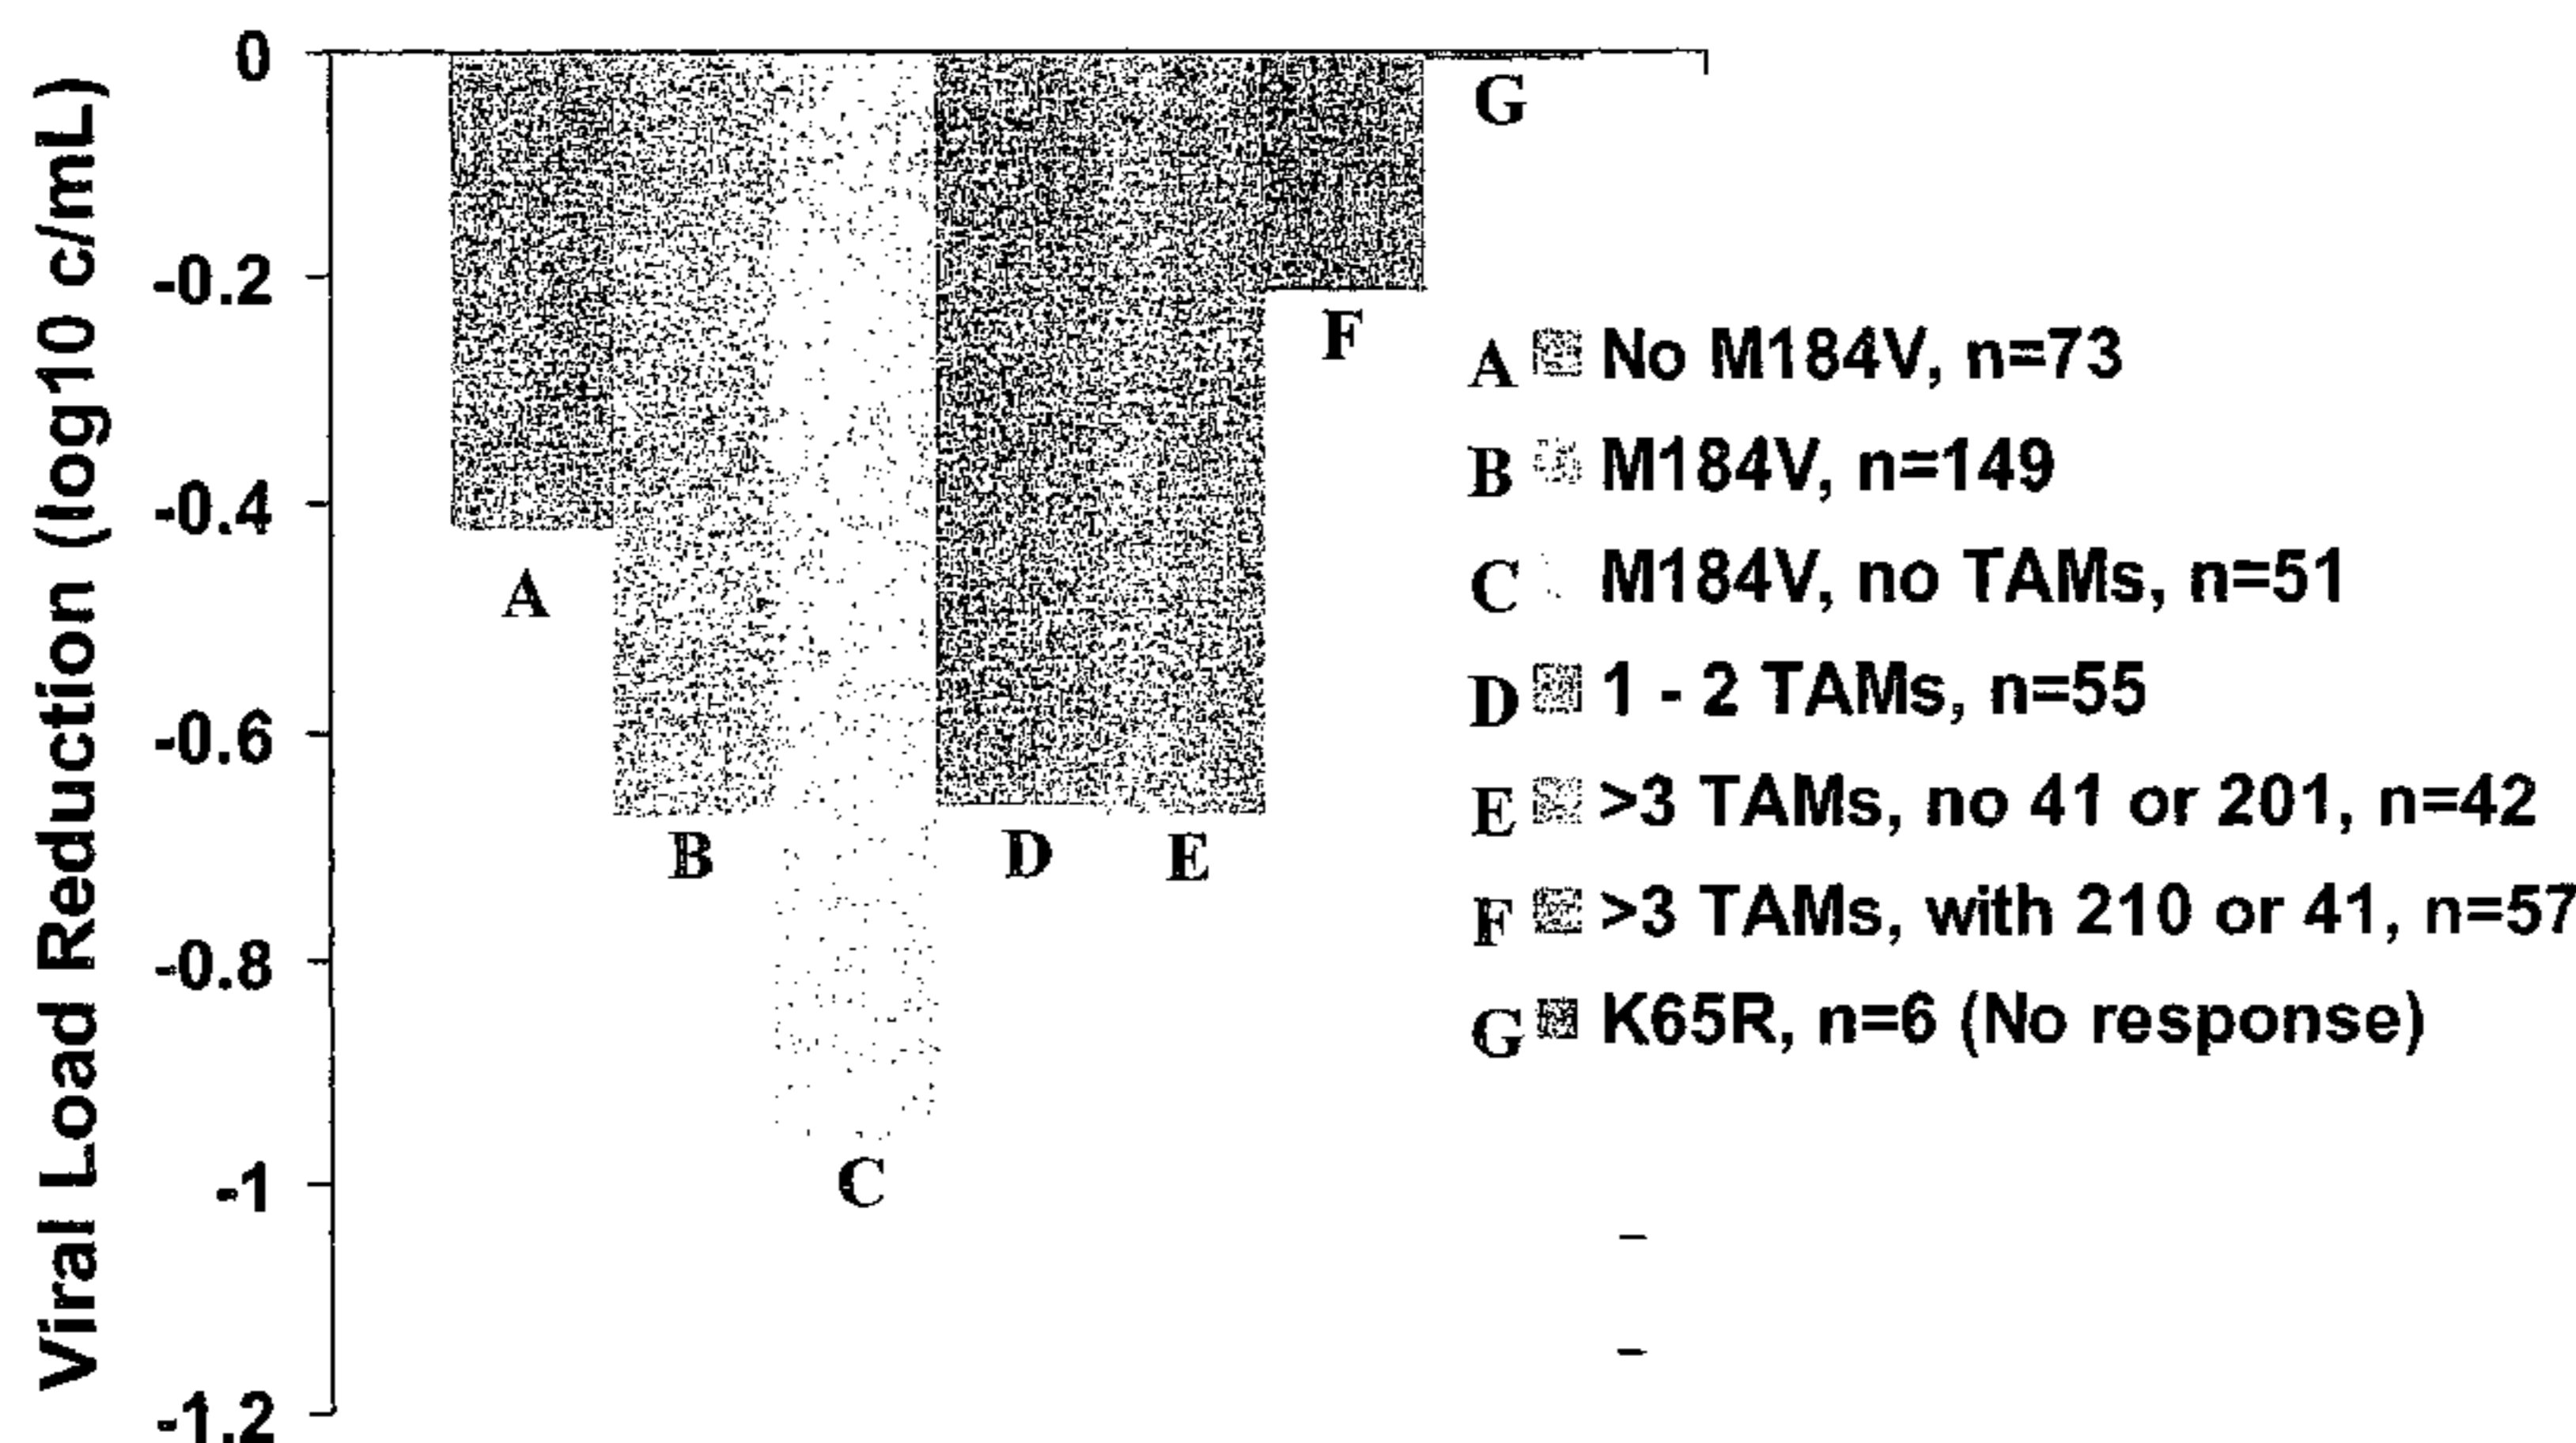 Viral Load Reduction (log10 c/mL)
0
-0.2
-0.4
-0.6
-0.8
-1
-1.2
A
B
C
D
E
F
G
A No M184V, n=73
B M184V, n=149
C M184V, no TAMs, n=51
D 1 - 2 TAMs, n=55
E >3 TAMs, no 41 or 201, n=42
F >3 TAMs, with 210 or 41, n=57
G K65R, n=6 (No response)